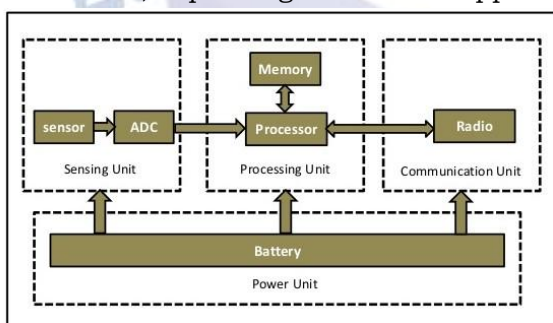 Memory
sensor
ADC
Processor
Radio
Sensing Unit
Processing Unit
Communication Unit
Battery
Power Unit